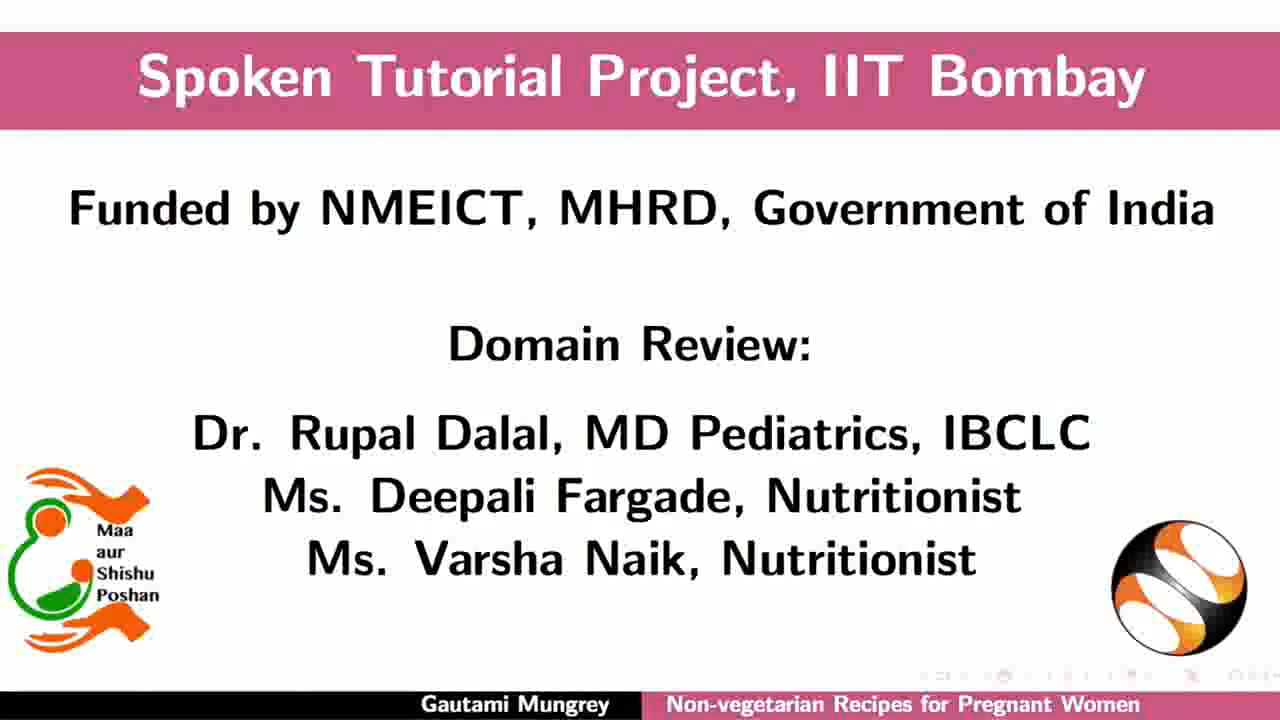 Spoken Tutorial Project, IIT Bombay
Funded by NMEICT, MHRD, Government of India
Domain Review:
Dr. Rupal Dalal, MD Pediatrics, IBCLC
Ms. Deepali Fargade, Nutritionist
Ms. Varsha Naik, Nutritionist
Maa
aur
Shishu
Poshan
Gautami Mungrey
Non-vegetarian Recipes for Pregnant Women